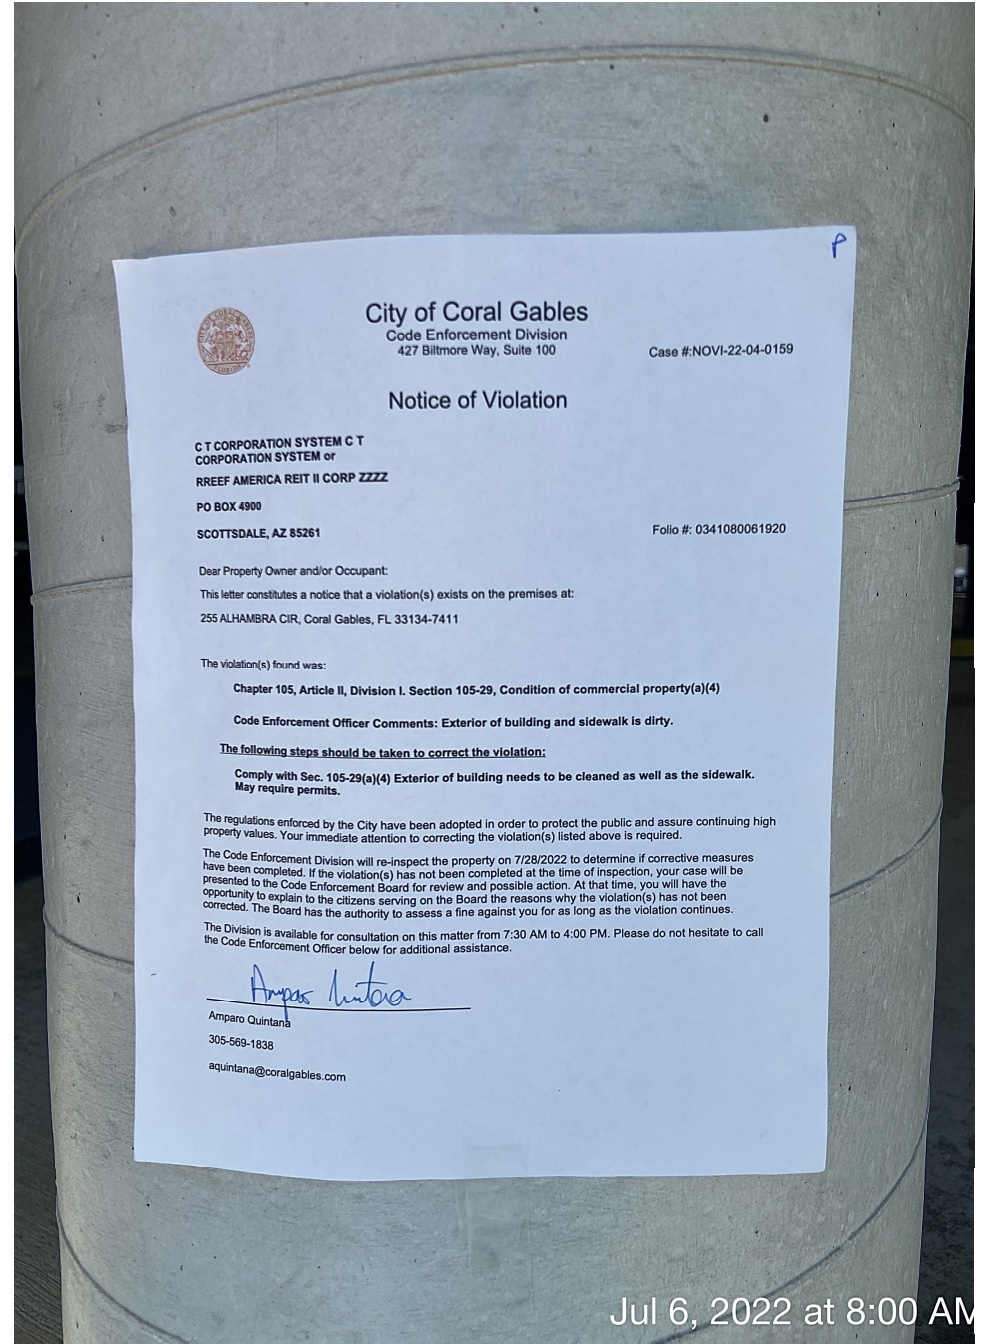 P
City of Coral Gables
Code Enforcement Division
427 Biltmore Way, Suite 100
Case #:NOVI-22-04-0159
Notice of Violation
C T CORPORATION SYSTEM C T
CORPORATION SYSTEM or
RREEF AMERICA REIT II CORP ZZZZ
PO BOX 4900
SCOTTSDALE, AZ 85261
Folio #: 0341080061920
Dear Property Owner and/or Occupant:
This letter constitutes a notice that a violation(s) exists on the premises at:
255 ALHAMBRA CIR, Coral Gables, FL 33134-7411
The violation(s) found was:
Chapter 105, Article II, Division I. Section 105-29, Condition of commercial property(a)(4)
Code Enforcement Officer Comments: Exterior of building and sidewalk is dirty.
The following steps should be taken to correct the violation:
Comply with Sec. 105-29(a)(4) Exterior of building needs to be cleaned as well as the sidewalk.
May require permits.
The regulations enforced by the City have been adopted in order to protect the public and assure continuing high
property values. Your immediate attention to correcting the violation(s) listed above is required.
The Code Enforcement Division will re-inspect the property on 7/28/2022 to determine if corrective measures
have been completed. If the violation(s) has not been completed at the time of inspection, your case will be
presented to the Code Enforcement Board for review and possible action. At that time, you will have the
opportunity to explain to the citizens serving on the Board the reasons why the violation(s) has not been
corrected. The Board has the authority to assess a fine against you for as long as the violation continues.
The Division is available for consultation on this matter from 7:30 AM to 4:00 PM. Please do not hesitate to call
the Code Enforcement Officer below for additional assistance.
Amparo Quintana
305-569-1838
aquintana@coralgables.com
Jul 6, 2022 at 8:00 AM